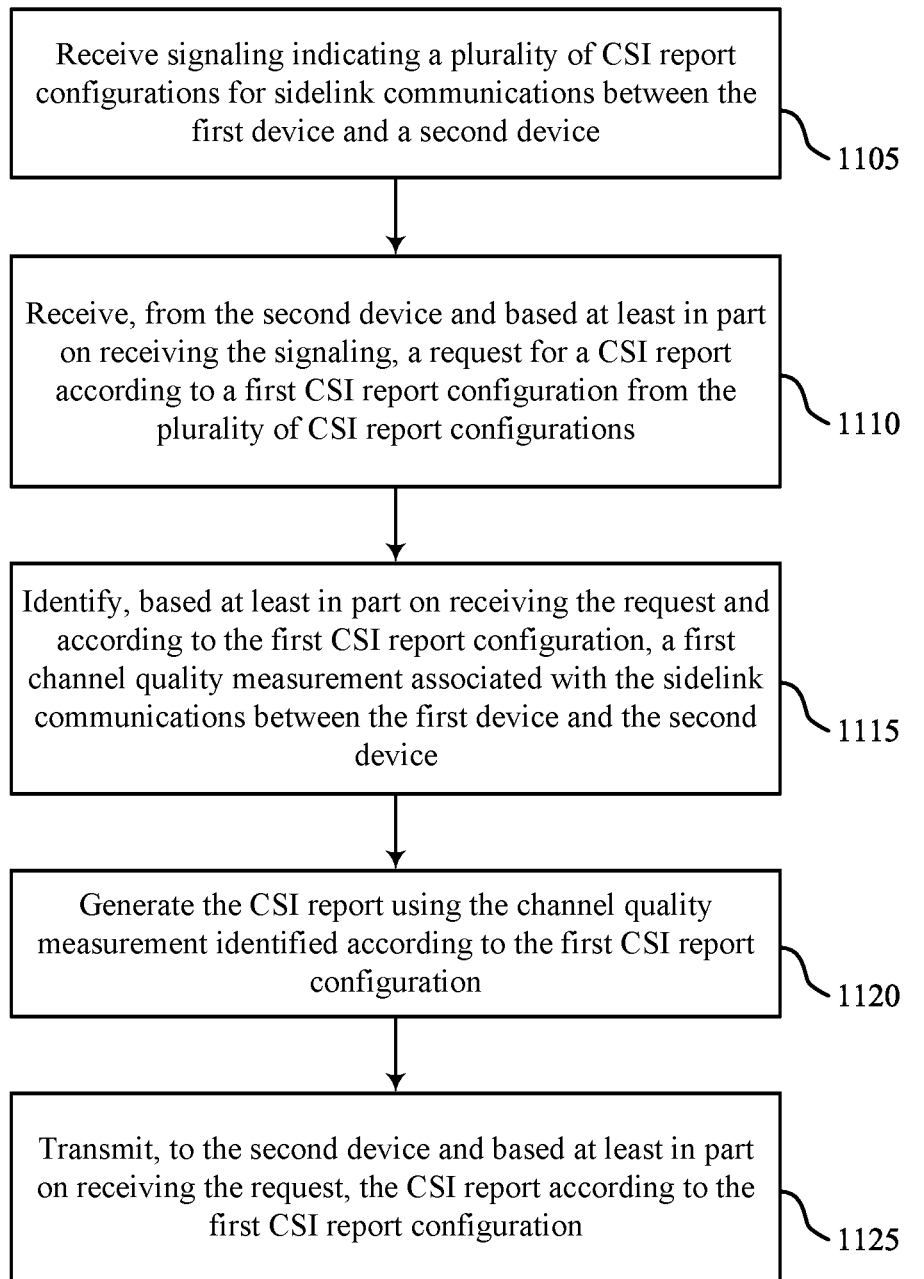 Receive signaling indicating a plurality of CSI report
configurations for sidelink communications between the
first device and a second device
1105
Receive, from the second device and based at least in part
on receiving the signaling, a request for a CSI report
according to a first CSI report configuration from the
plurality of CSI report configurations
1110
Identify, based at least in part on receiving the request and
according to the first CSI report configuration, a first
channel quality measurement associated with the sidelink
communications between the first device and the second
device
1115
Generate the CSI report using the channel quality
measurement identified according to the first CSI report
configuration
1120
Transmit, to the second device and based at least in part
on receiving the request, the CSI report according to the
first CSI report configuration
1125